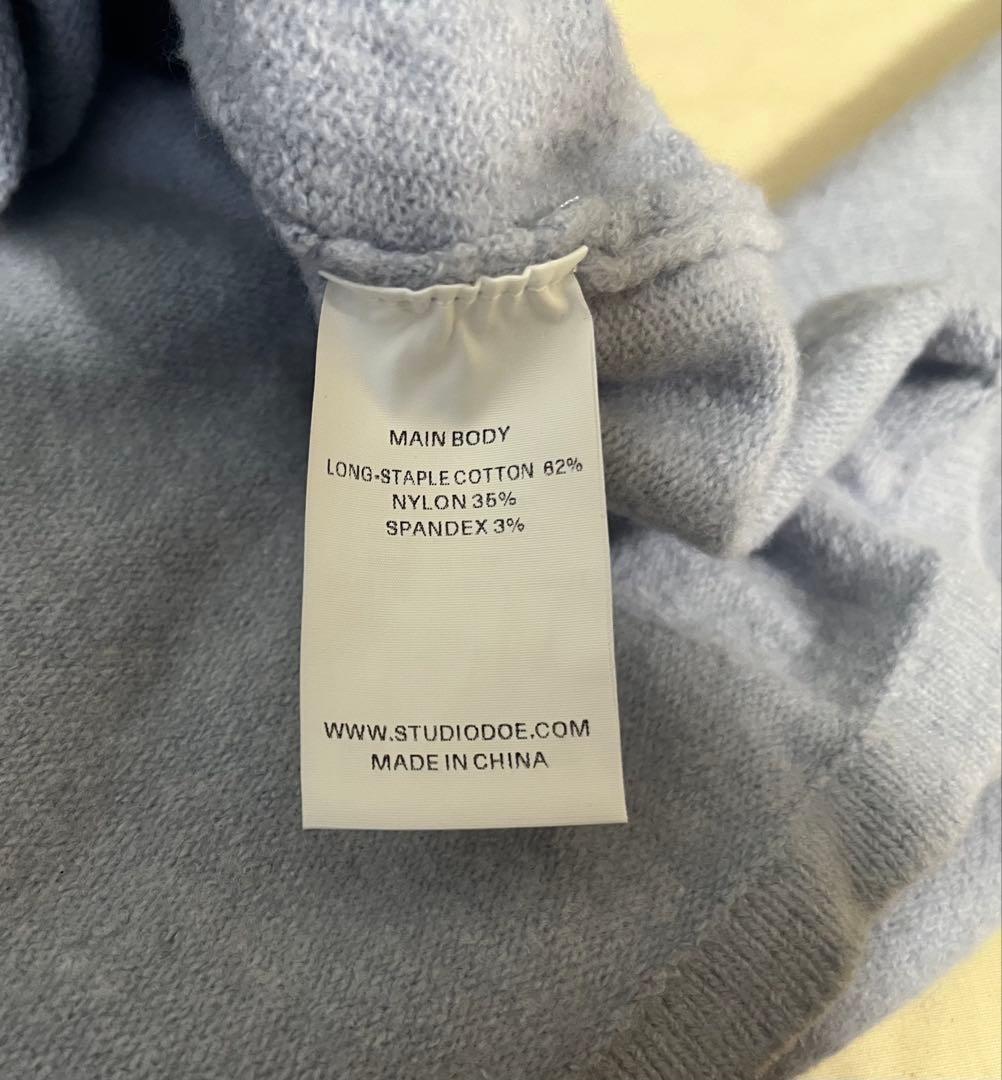 MAIN BODY
LONG-STAPLE COTTON 62%
NYLON 35%
SPANDEX 3%
WWW.STUDIODOE.COM
MADE IN CHINA